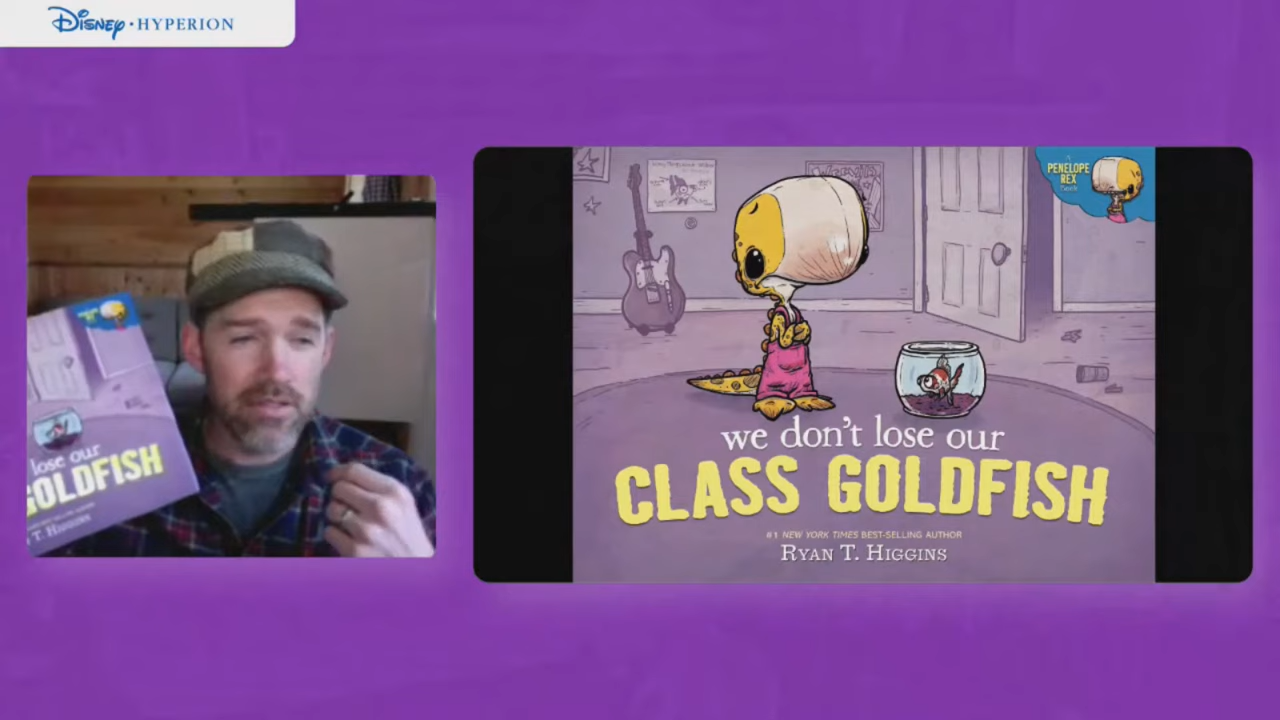 DISNEY · HYPERION
A
PENELOPE
REX
Book
we don't lose our
CLASS GOLDFISH
#1 NEW YORK TIMES BEST-SELLING AUTHOR
RYAN T. HIGGINS
lose our
GOLDFISH
T. HIGGINS